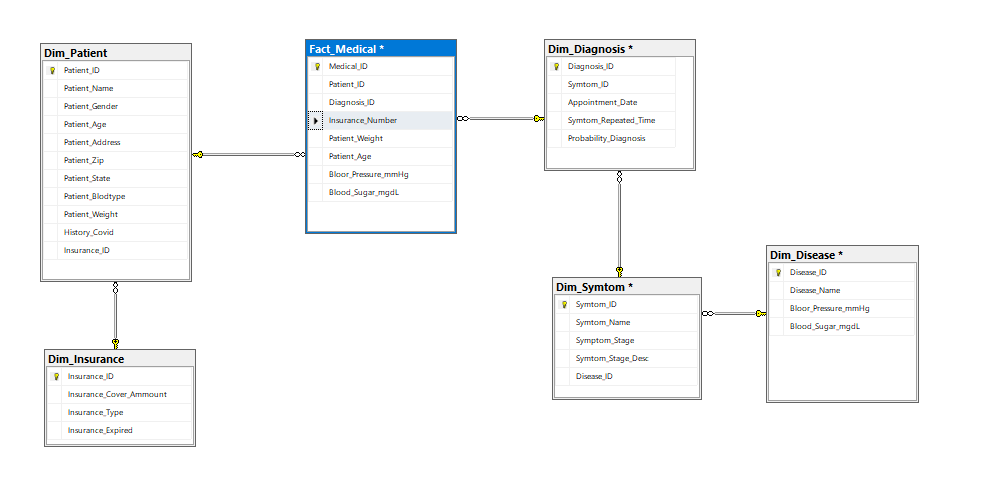 Dim_Patient
Patient_ID
Patient_Name
Patient_Gender
Patient_Age
Patient_Address
Patient_Zip
Patient_State
Patient_Blodtype
Patient_Weight
History_Covid
Insurance_ID
Fact_Medical *
Medical_ID
Patient_ID
Diagnosis_ID
Insurance_Number
Patient_Weight
Patient_Age
Bloor_Pressure_mmHg
Blood_Sugar_mgdL
Dim_Diagnosis *
Diagnosis_ID
Symtom_ID
Appointment_Date
Symtom_Repeated_Time
Probability_Diagnosis
Dim_Insurance
Insurance_ID
Insurance_Cover_Ammount
Insurance_Type
Insurance_Expired
Dim_Symtom *
Symtom_ID
Symtom_Name
Symptom_Stage
Symtom_Stage_Desc
Disease_ID
Dim_Disease *
Disease_ID
Disease_Name
Bloor_Pressure_mmHg
Blood_Sugar_mgdL